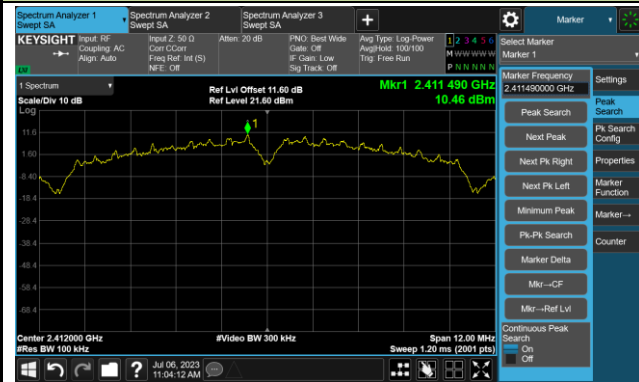 Spectrum Analyzer 1
Swept SA
Spectrum Analyzer 2
Swept SA
Spectrum Analyzer 3
Swept SA
+
Marker
KEYSIGHT
Input: RF
Coupling: AC
Align: Auto
Input Z: 50 Ω
Corr CCorr
Freq Ref: Int (S)
NFE: Off
Atten: 20 dB
PNO: Best Wide
Gate: Off
IF Gain: Low
Sig Track: Off
Avg Type: Log-Power
Avg|Hold: 100/100
Trig: Free Run
1 2 3 4 5 6
M W W W W W
P N N N N N
LXI
Select Marker
Marker 1
1 Spectrum
Scale/Div 10 dB
Log
Ref Lvl Offset 11.60 dB
Ref Level 21.60 dBm
Mkr1 2.411 490 GHz
10.46 dBm
1
11.6
1.60
-8.40
-18.4
-28.4
-38.4
-48.4
-58.4
-68.4
Center 2.412000 GHz
#Res BW 100 kHz
#Video BW 300 kHz
Span 12.00 MHz
Sweep 1.20 ms (2001 pts)
Marker Frequency
2.411490000 GHz
Peak Search
Next Peak
Next Pk Right
Next Pk Left
Minimum Peak
Pk-Pk Search
Marker Delta
Mkr→CF
Mkr→Ref Lvl
Continuous Peak
Search
On
Off
Settings
Peak
Search
Pk Search
Config
Properties
Marker
Function
Marker→
Counter
?
Jul 06, 2023
11:04:12 AM